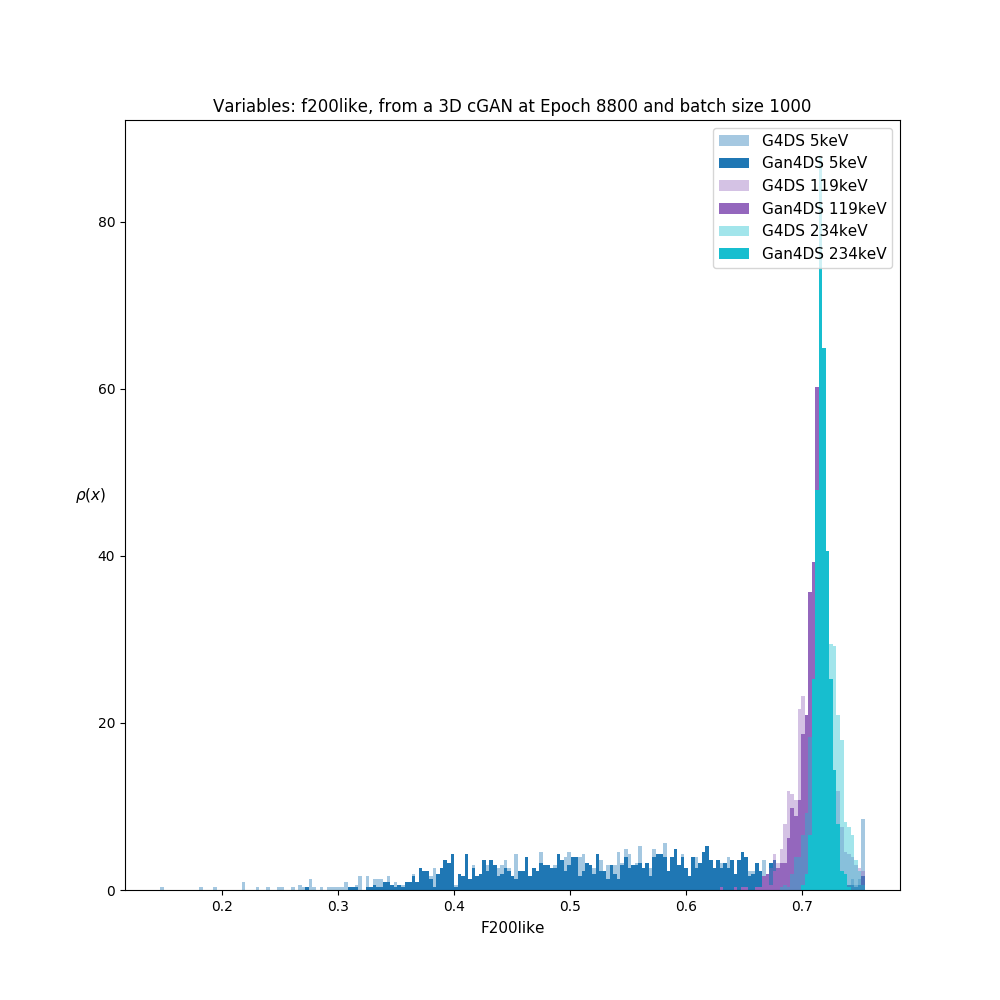 Variables: f200like, from a 3D cGAN at Epoch 8800 and batch size 1000
G4DS 5keV
Gan4DS 5keV
G4DS 119keV
Gan4DS 119keV
G4DS 234keV
Gan4DS 234keV
80
60
ρ(x)
40
20
0
0.2 0.3 0.4 0.5 0.6 0.7
F200like